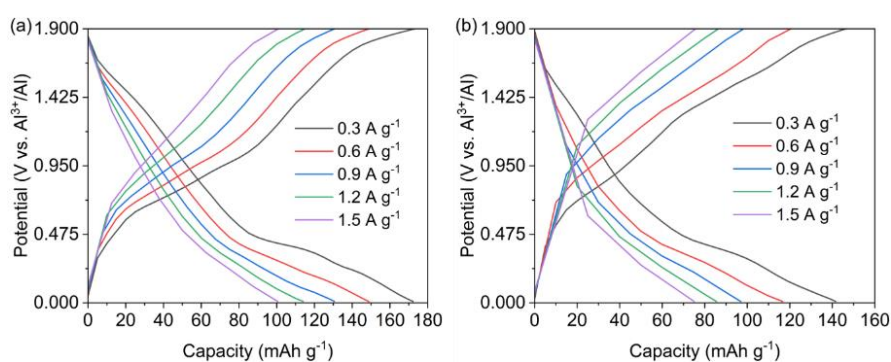 (a)
1.900
1.425
0.950
0.475
0.000
Potential (V vs. Al³⁺/Al)
0.3 A g⁻¹
0.6 A g⁻¹
0.9 A g⁻¹
1.2 A g⁻¹
1.5 A g⁻¹
0 20 40 60 80 100 120 140 160 180
Capacity (mAh g⁻¹)
(b)
1.900
1.425
0.950
0.475
0.000
Potential (V vs. Al³⁺/Al)
0.3 A g⁻¹
0.6 A g⁻¹
0.9 A g⁻¹
1.2 A g⁻¹
1.5 A g⁻¹
0 20 40 60 80 100 120 140 160
Capacity (mAh g⁻¹)